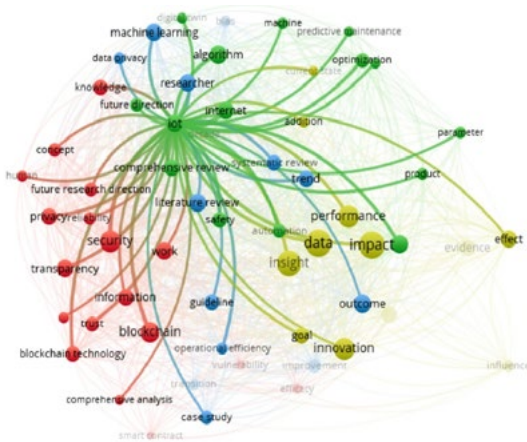 digital twin
bias
machine learning
machine
predictive maintenance
data privacy
algorithm
optimization
researcher
current state
knowledge
future direction
internet
iot
addition
parameter
concept
comprehensive review
systematic review
human
trend
product
future research direction
literature review
privacy
reliability
safety
performance
security
automation
data
impact
effect
evidence
work
insight
transparency
information
guideline
outcome
trust
blockchain
goal
blockchain technology
operational efficiency
innovation
vulnerability
improvement
influence
transition
efficacy
comprehensive analysis
case study
smart contract